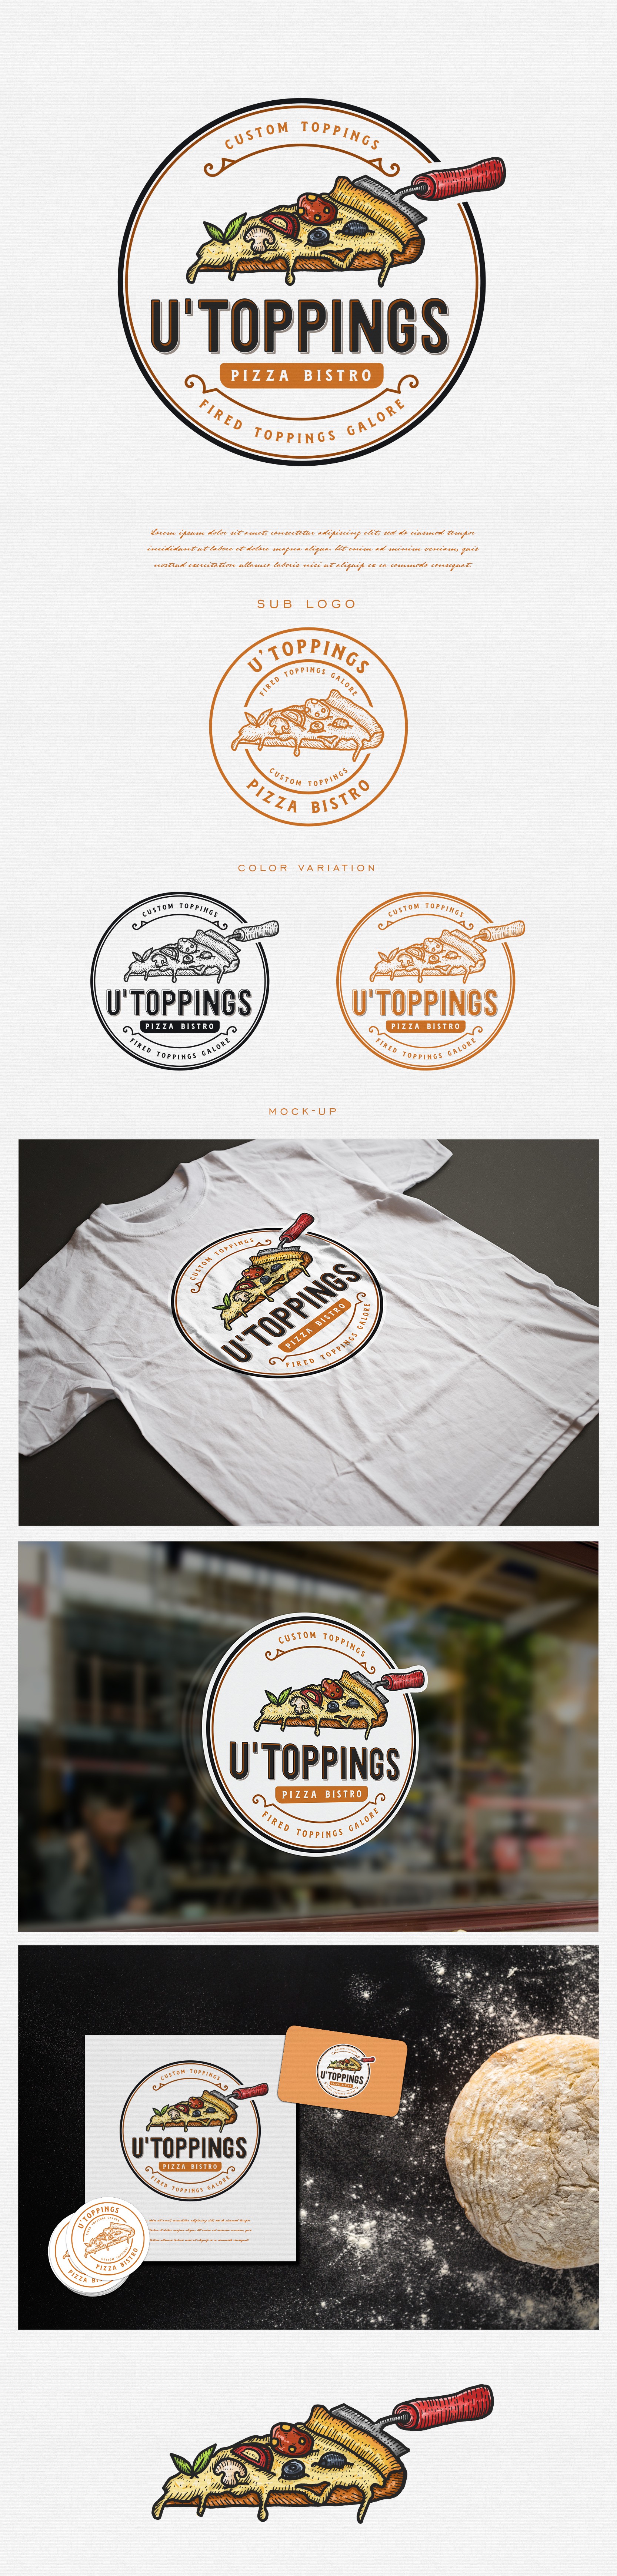 CUSTOM TOPPINGS
U'TOPPINGS
PIZZA BISTRO
FIRED TOPPINGS GALORE
Lorem ipsum dolor sit amet, consectetur adipiscing elit, sed do eiusmod tempor
incididunt ut labore et dolore magna aliqua. Ut enim ad minim veniam, quis
nostrud exercitation ullamco laboris nisi ut aliquip ex ea commodo consequat.
SUB LOGO
U'TOPPINGS
FIRED TOPPINGS GALORE
CUSTOM TOPPINGS
PIZZA BISTRO
COLOR VARIATION
CUSTOM TOPPINGS
U'TOPPINGS
PIZZA BISTRO
FIRED TOPPINGS GALORE
CUSTOM TOPPINGS
U'TOPPINGS
PIZZA BISTRO
FIRED TOPPINGS GALORE
MOCK-UP
CUSTOM TOPPINGS
U'TOPPINGS
PIZZA BISTRO
FIRED TOPPINGS GALORE
CUSTOM TOPPINGS
U'TOPPINGS
PIZZA BISTRO
FIRED TOPPINGS GALORE
CUSTOM TOPPINGS
U'TOPPINGS
PIZZA BISTRO
FIRED TOPPINGS GALORE
U'TOPPINGS
U'TOPPINGS
PIZZA BISTRO